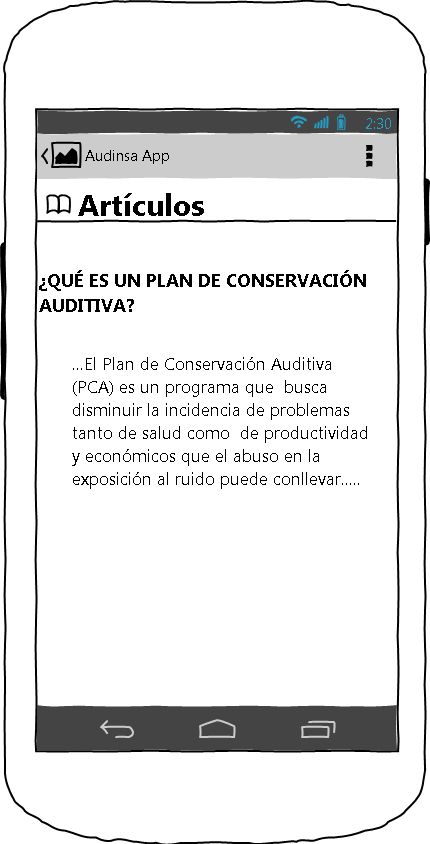 2:30
Audinsa App
Artículos
¿QUÉ ES UN PLAN DE CONSERVACIÓN
AUDITIVA?
...El Plan de Conservación Auditiva
(PCA) es un programa que  busca
disminuir la incidencia de problemas
tanto de salud como  de productividad
y económicos que el abuso en la
exposición al ruido puede conllevar.....